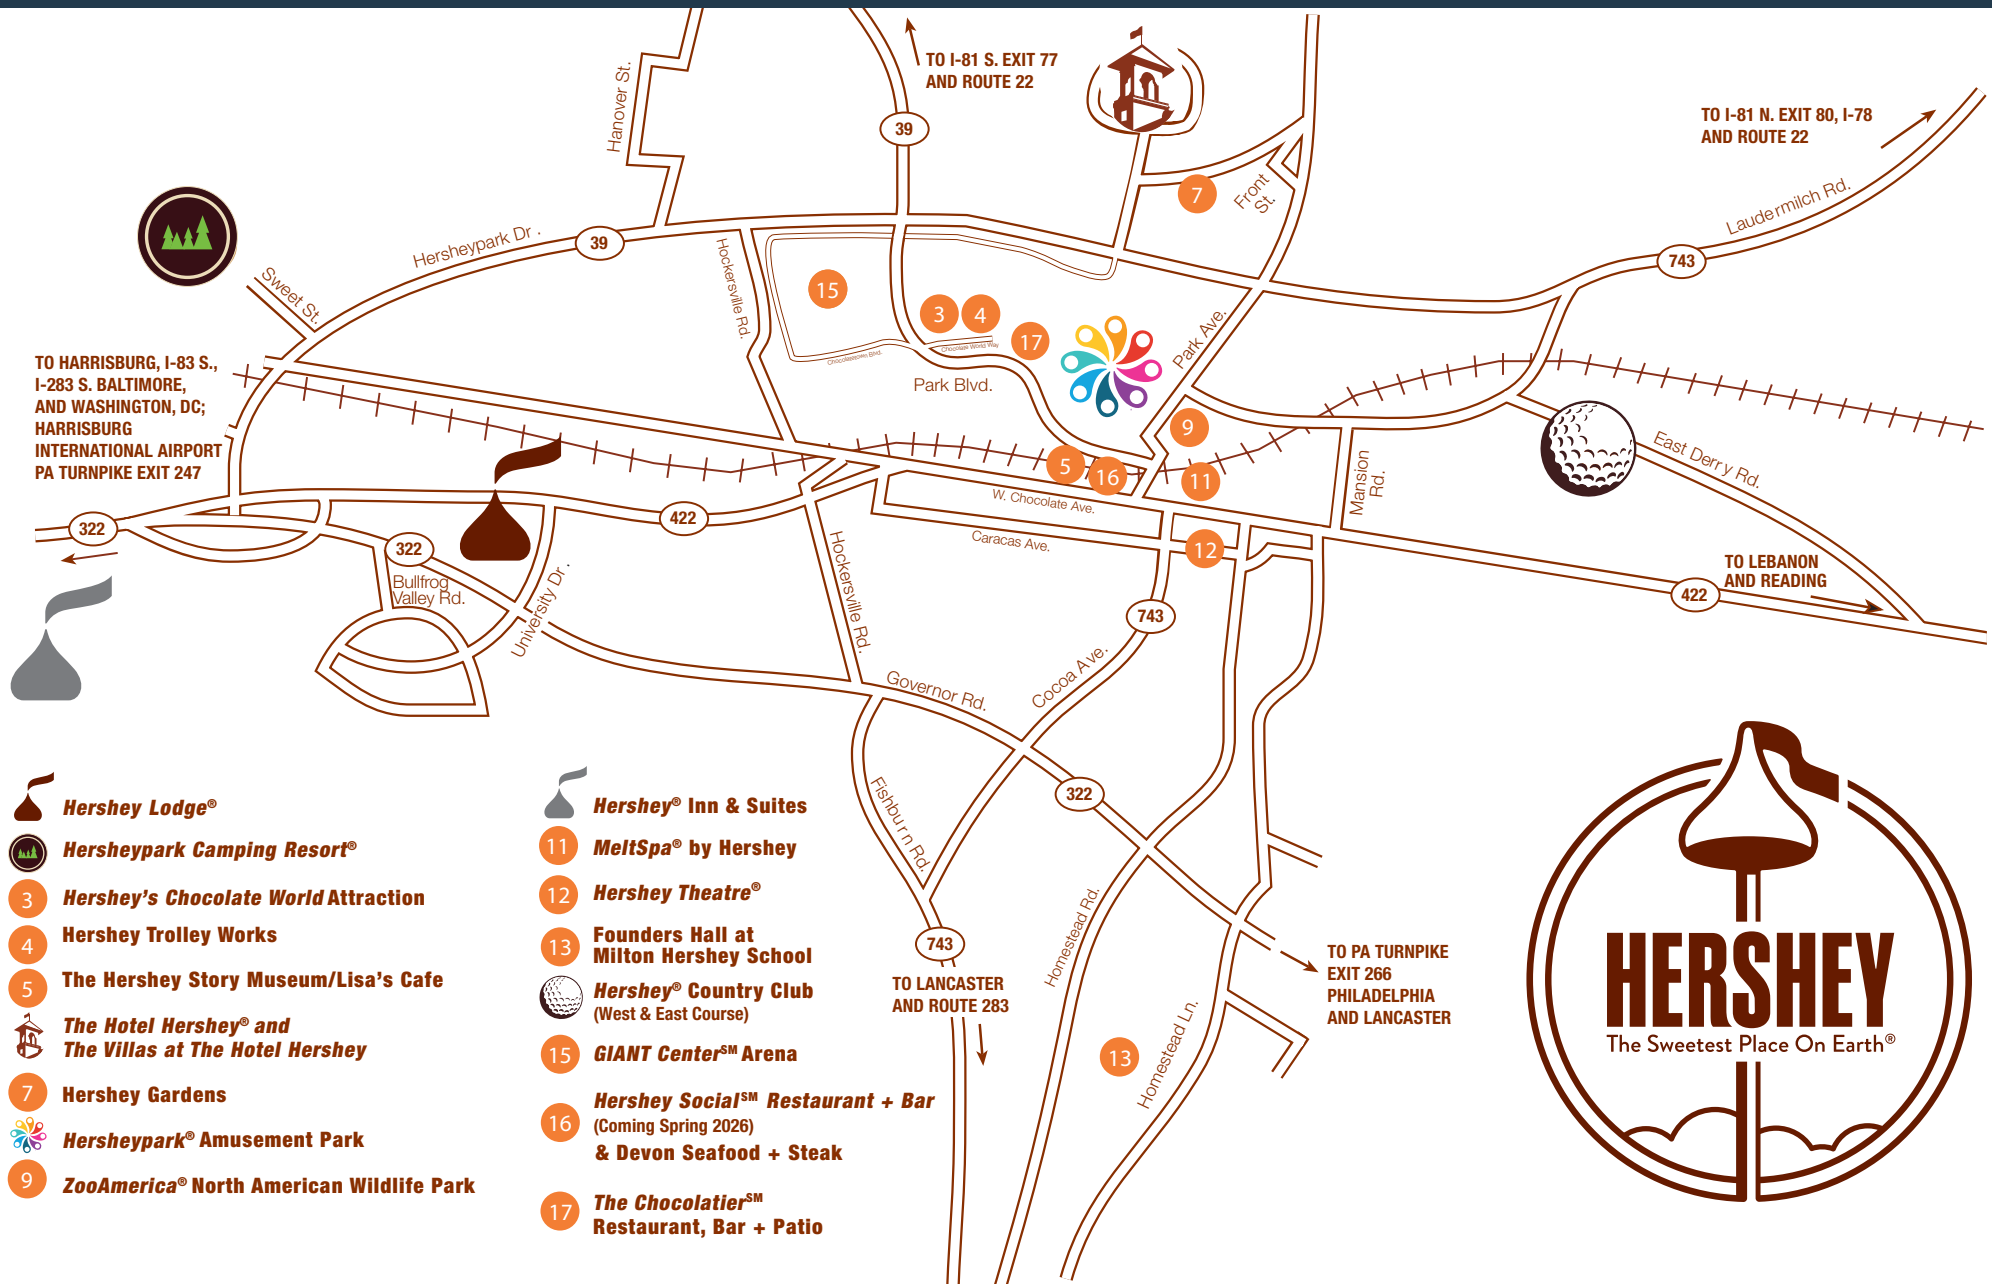 TO I-81 S. EXIT 77
AND ROUTE 22
TO I-81 N. EXIT 80, I-78
AND ROUTE 22
Hanover St.
39
7
Front
St.
Laudermilch Rd.
743
Hersheypark Dr.
39
Sweet St.
Hockersville Rd.
15
3
4
17
Chocolatetown Blvd.
Chocolate World Way
Park Blvd.
Park Ave.
TO HARRISBURG, I-83 S.,
I-283 S. BALTIMORE,
AND WASHINGTON, DC;
HARRISBURG
INTERNATIONAL AIRPORT
PA TURNPIKE EXIT 247
9
5
16
11
East Derry Rd.
Mansion
Rd.
W. Chocolate Ave.
Caracas Ave.
12
322
422
322
Bullfrog
Valley Rd.
University Dr.
Hockersville Rd.
TO LEBANON
AND READING
422
743
Cocoa Ave.
Governor Rd.
322
Fishburn Rd.
743
TO LANCASTER
AND ROUTE 283
Homestead Rd.
13
Homestead Ln.
TO PA TURNPIKE
EXIT 266
PHILADELPHIA
AND LANCASTER
Hershey Lodge®
Hersheypark Camping Resort®
3 Hershey's Chocolate World Attraction
4 Hershey Trolley Works
5 The Hershey Story Museum/Lisa's Cafe
The Hotel Hershey® and
The Villas at The Hotel Hershey
7 Hershey Gardens
Hersheypark® Amusement Park
9 ZooAmerica® North American Wildlife Park
Hershey® Inn & Suites
11 MeltSpa® by Hershey
12 Hershey Theatre®
13 Founders Hall at
Milton Hershey School
Hershey® Country Club
(West & East Course)
15 GIANT Center℠ Arena
16 Hershey Social℠ Restaurant + Bar
(Coming Spring 2026)
& Devon Seafood + Steak
17 The Chocolatier℠
Restaurant, Bar + Patio
HERSHEY
The Sweetest Place On Earth®